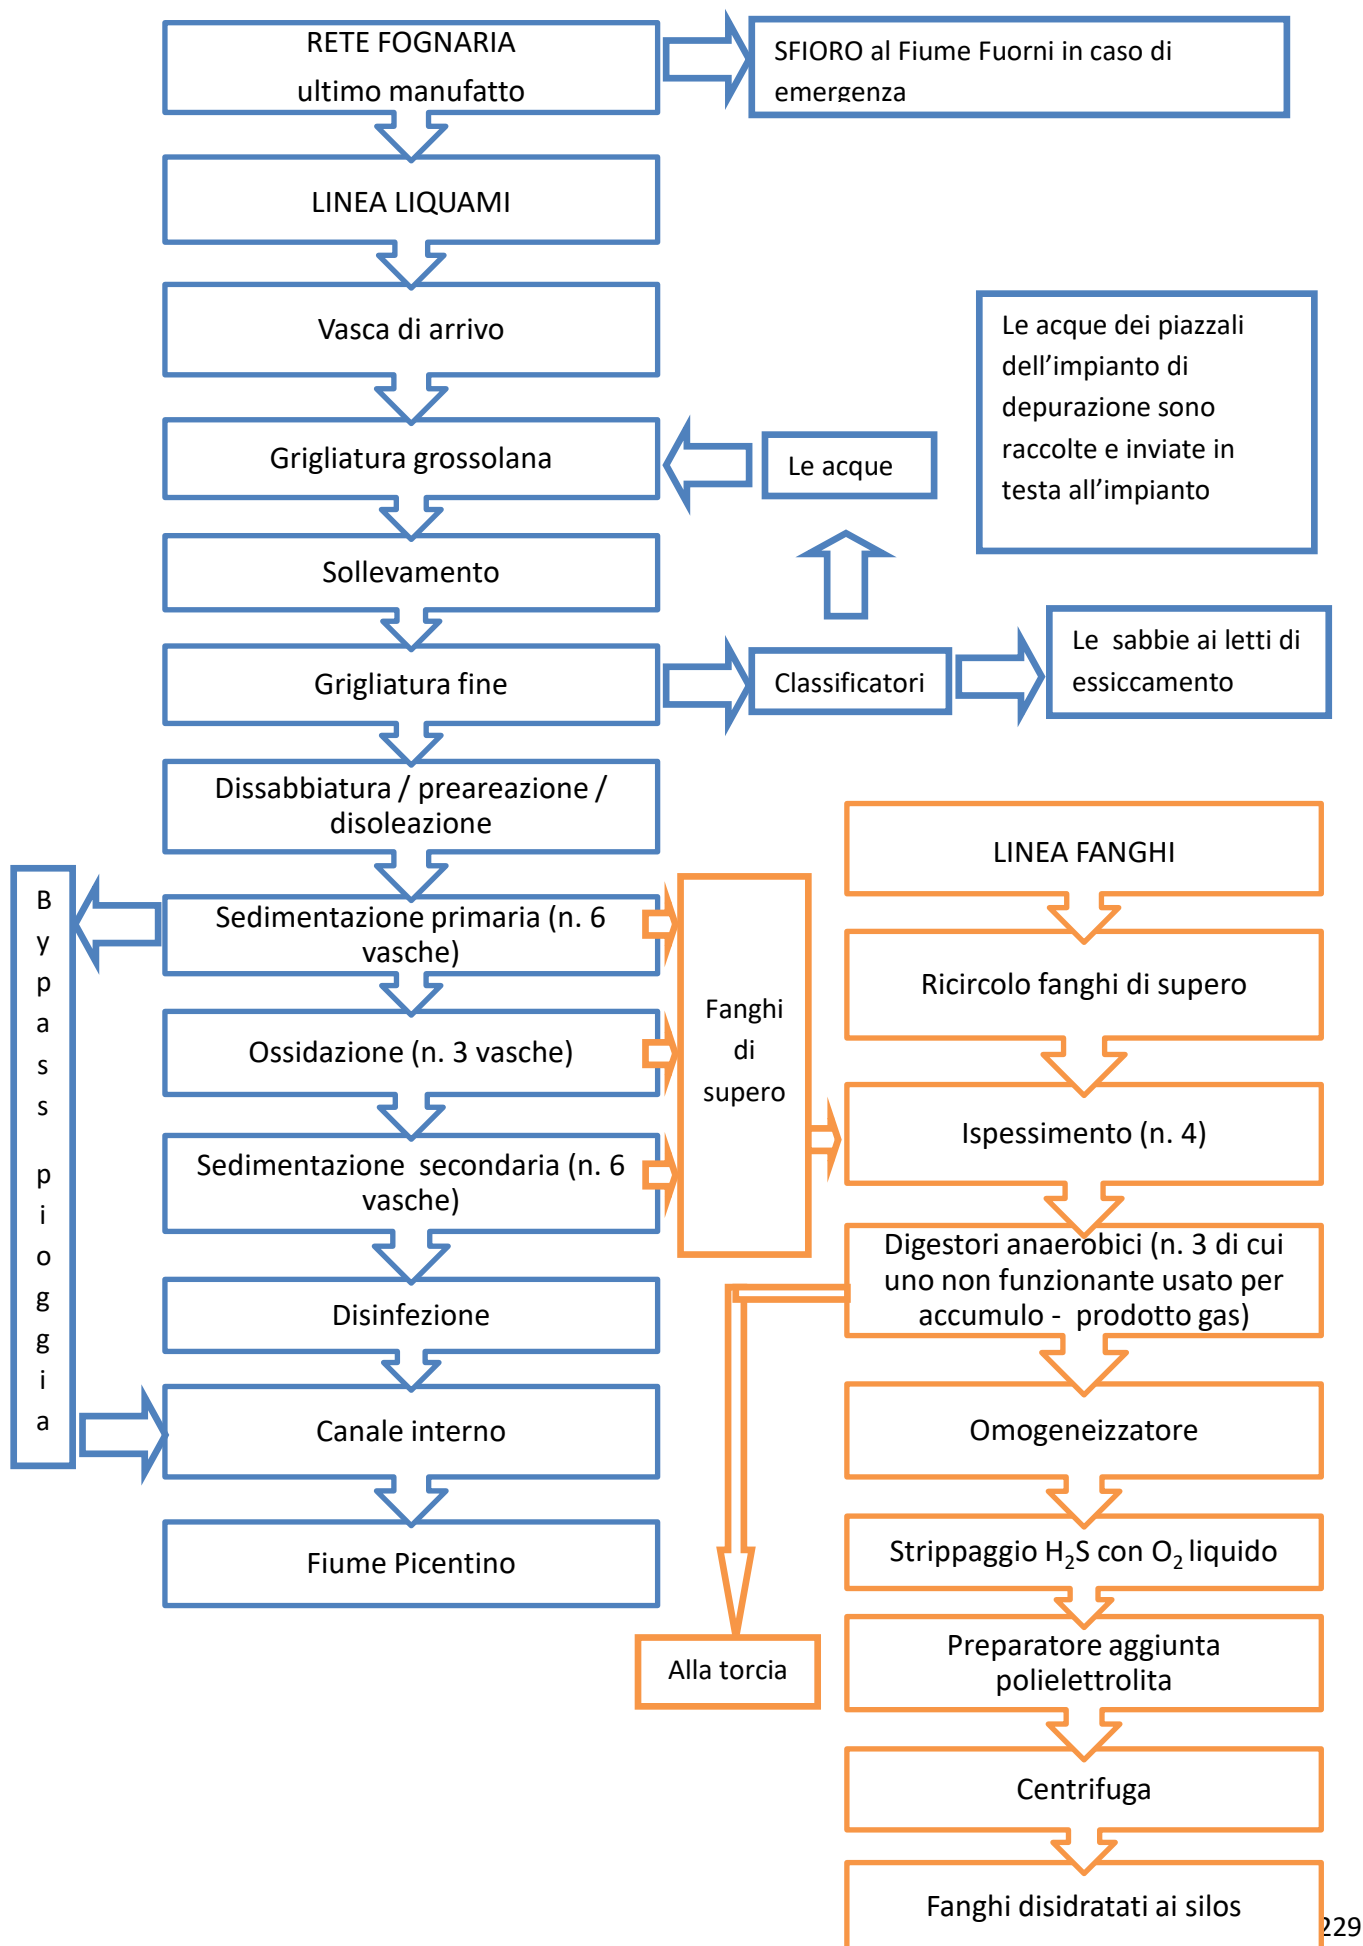 RETE FOGNARIA
ultimo manufatto
SFIORO al Fiume Fuorni in caso di
emergenza
LINEA LIQUAMI
Vasca di arrivo
Le acque dei piazzali
dell’impianto di
depurazione sono
raccolte e inviate in
testa all’impianto
Grigliatura grossolana
Le acque
Sollevamento
Grigliatura fine
Classificatori
Le sabbie ai letti di
essiccamento
Dissabbiatura / preareazione /
disoleazione
Bypass pioggia
Sedimentazione primaria (n. 6
vasche)
Ossidazione (n. 3 vasche)
Sedimentazione secondaria (n. 6
vasche)
Fanghi
di
supero
Disinfezione
Canale interno
Fiume Picentino
LINEA FANGHI
Ricircolo fanghi di supero
Ispessimento (n. 4)
Digestori anaerobici (n. 3 di cui
uno non funzionante usato per
accumulo - prodotto gas)
Alla torcia
Omogeneizzatore
Strippaggio H₂S con O₂ liquido
Preparatore aggiunta
polielettrolita
Centrifuga
Fanghi disidratati ai silos
229